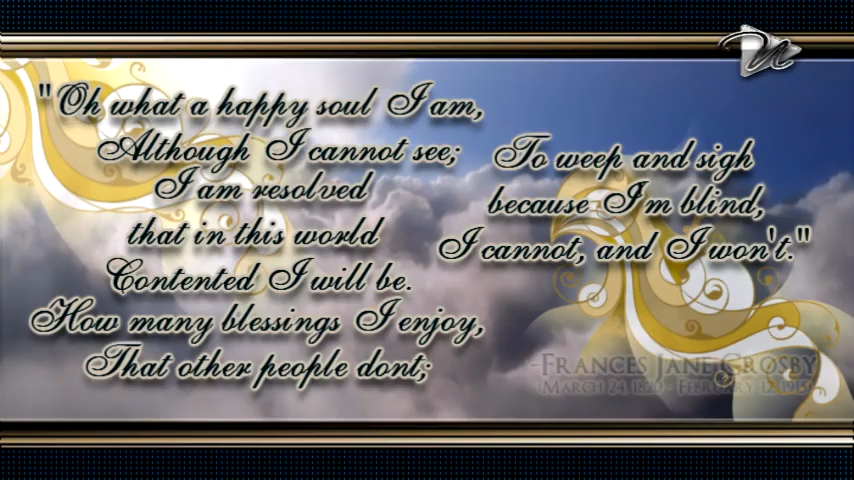 "Oh what a happy soul I am,
Although I cannot see;
I am resolved
that in this world
Contented I will be.
How many blessings I enjoy,
That other people dont;
To weep and sigh
because I'm blind,
I cannot, and I won't."
-Frances Jane Crosby
(March 24 1820 - February 12 1915)